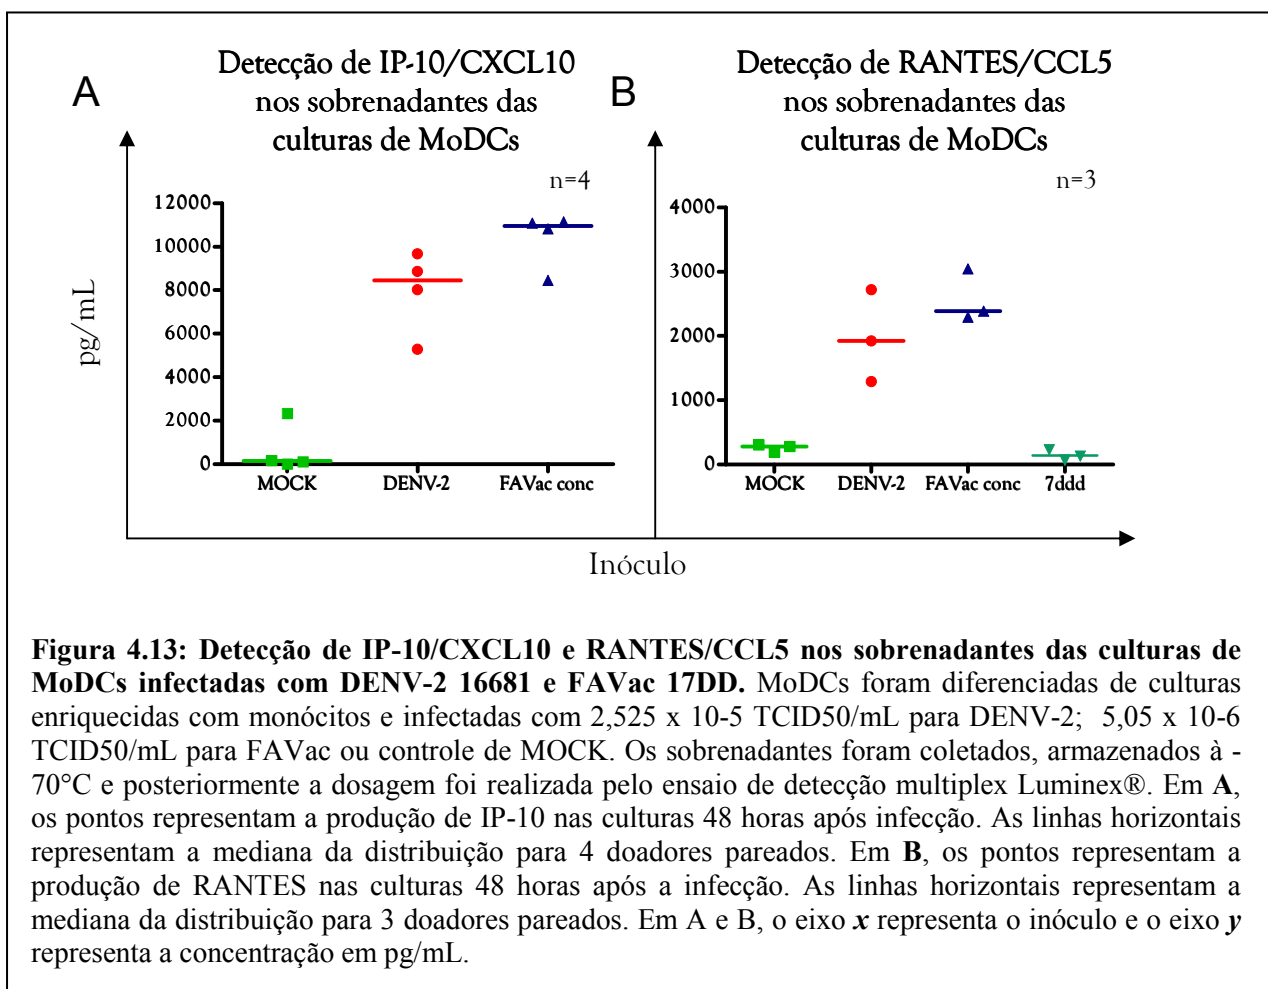 A
Detecção de IP-10/CXCL10
nos sobrenadantes das
culturas de MoDCs
n=4
12000
10000
8000
6000
4000
2000
0
pg/mL
MOCK DENV-2 FAVac conc
B
Detecção de RANTES/CCL5
nos sobrenadantes das
culturas de MoDCs
n=3
4000
3000
2000
1000
0
MOCK DENV-2 FAVac conc 7ddd
Inóculo
Figura 4.13: Detecção de IP-10/CXCL10 e RANTES/CCL5 nos sobrenadantes das culturas de
MoDCs infectadas com DENV-2 16681 e FAVac 17DD. MoDCs foram diferenciadas de culturas
enriquecidas com monócitos e infectadas com 2,525 x 10-5 TCID50/mL para DENV-2; 5,05 x 10-6
TCID50/mL para FAVac ou controle de MOCK. Os sobrenadantes foram coletados, armazenados à -
70°C e posteriormente a dosagem foi realizada pelo ensaio de detecção multiplex Luminex®. Em A,
os pontos representam a produção de IP-10 nas culturas 48 horas após infecção. As linhas horizontais
representam a mediana da distribuição para 4 doadores pareados. Em B, os pontos representam a
produção de RANTES nas culturas 48 horas após a infecção. As linhas horizontais representam a
mediana da distribuição para 3 doadores pareados. Em A e B, o eixo x representa o inóculo e o eixo y
representa a concentração em pg/mL.